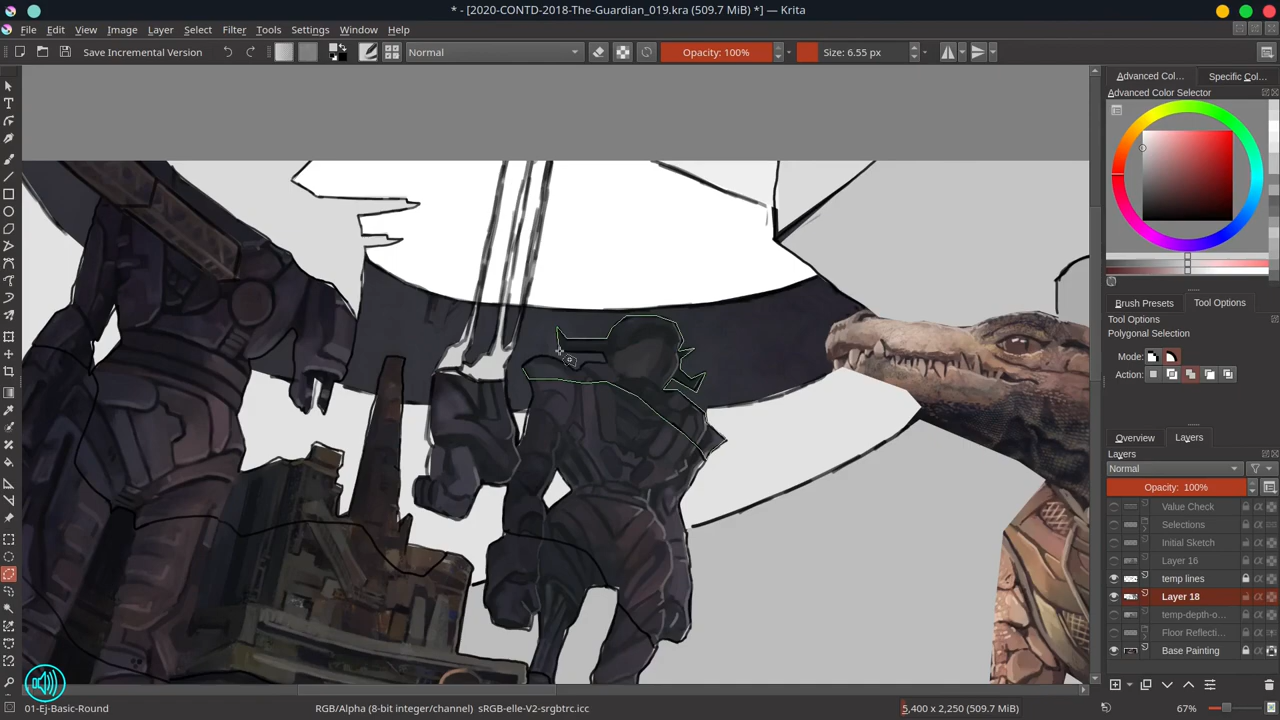 * - [2020-CONTD-2018-The-Guardian_019.kra (509.7 MiB) *] — Krita
File Edit View Image Layer Select Filter Tools Settings Window Help
Save Incremental Version Normal Opacity: 100% Size: 6.55 px
Advanced Col... Specific Col...
Advanced Color Selector
Brush Presets Tool Options
Tool Options
Polygonal Selection
Mode:
Action:
Overview Layers
Layers
Normal
Opacity: 100%
Value Check
Selections
Initial Sketch
Layer 16
temp lines
Layer 18
temp-depth-o...
Floor Reflecti...
Base Painting
01-Ej-Basic-Round RGB/Alpha (8-bit integer/channel) sRGB-elle-V2-srgbtrc.icc 5,400 x 2,250 (509.7 MiB) 67%